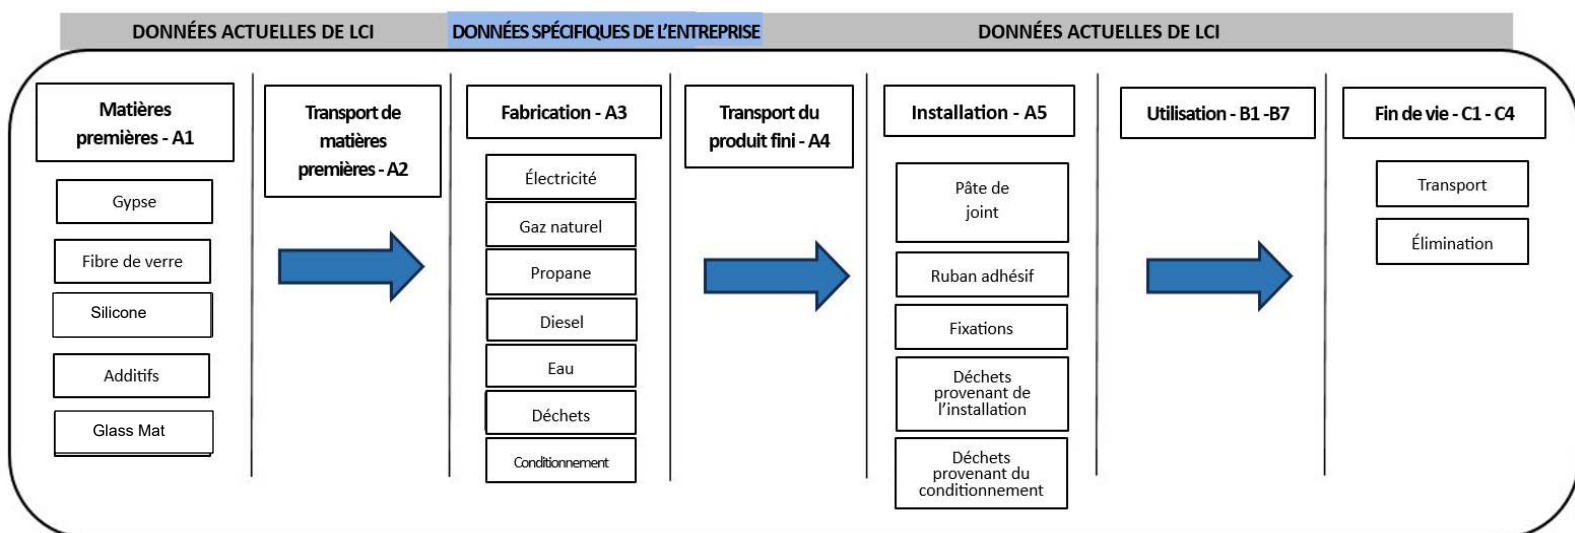 DONNÉES ACTUELLES DE LCI
DONNÉES SPÉCIFIQUES DE L'ENTREPRISE
DONNÉES ACTUELLES DE LCI
Matières
premières - A1
Gypse
Fibre de verre
Silicone
Additifs
Glass Mat
Transport de
matières
premières - A2
Fabrication - A3
Électricité
Gaz naturel
Propane
Diesel
Eau
Déchets
Conditionnement
Transport du
produit fini - A4
Installation - A5
Pâte de
joint
Ruban adhésif
Fixations
Déchets
provenant de
l'installation
Déchets
provenant du
conditionnement
Utilisation - B1 -B7
Fin de vie - C1 - C4
Transport
Élimination